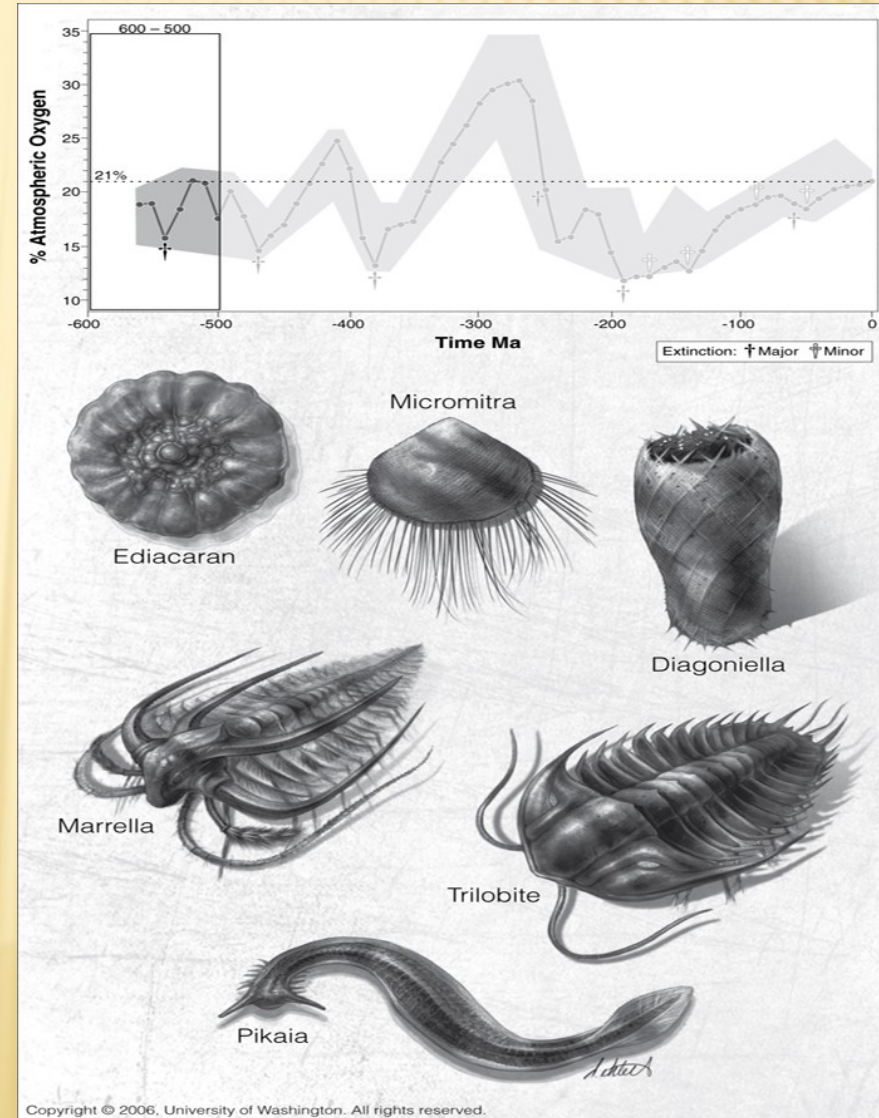 600 – 500
35
30
25
21%
20
15
10
% Atmospheric Oxygen
-600
-500
-400
-300
-200
-100
0
Time Ma
Extinction: † Major † Minor
Micromitra
Ediacaran
Diagoniella
Marrella
Trilobite
Pikaia
Copyright © 2006, University of Washington. All rights reserved.